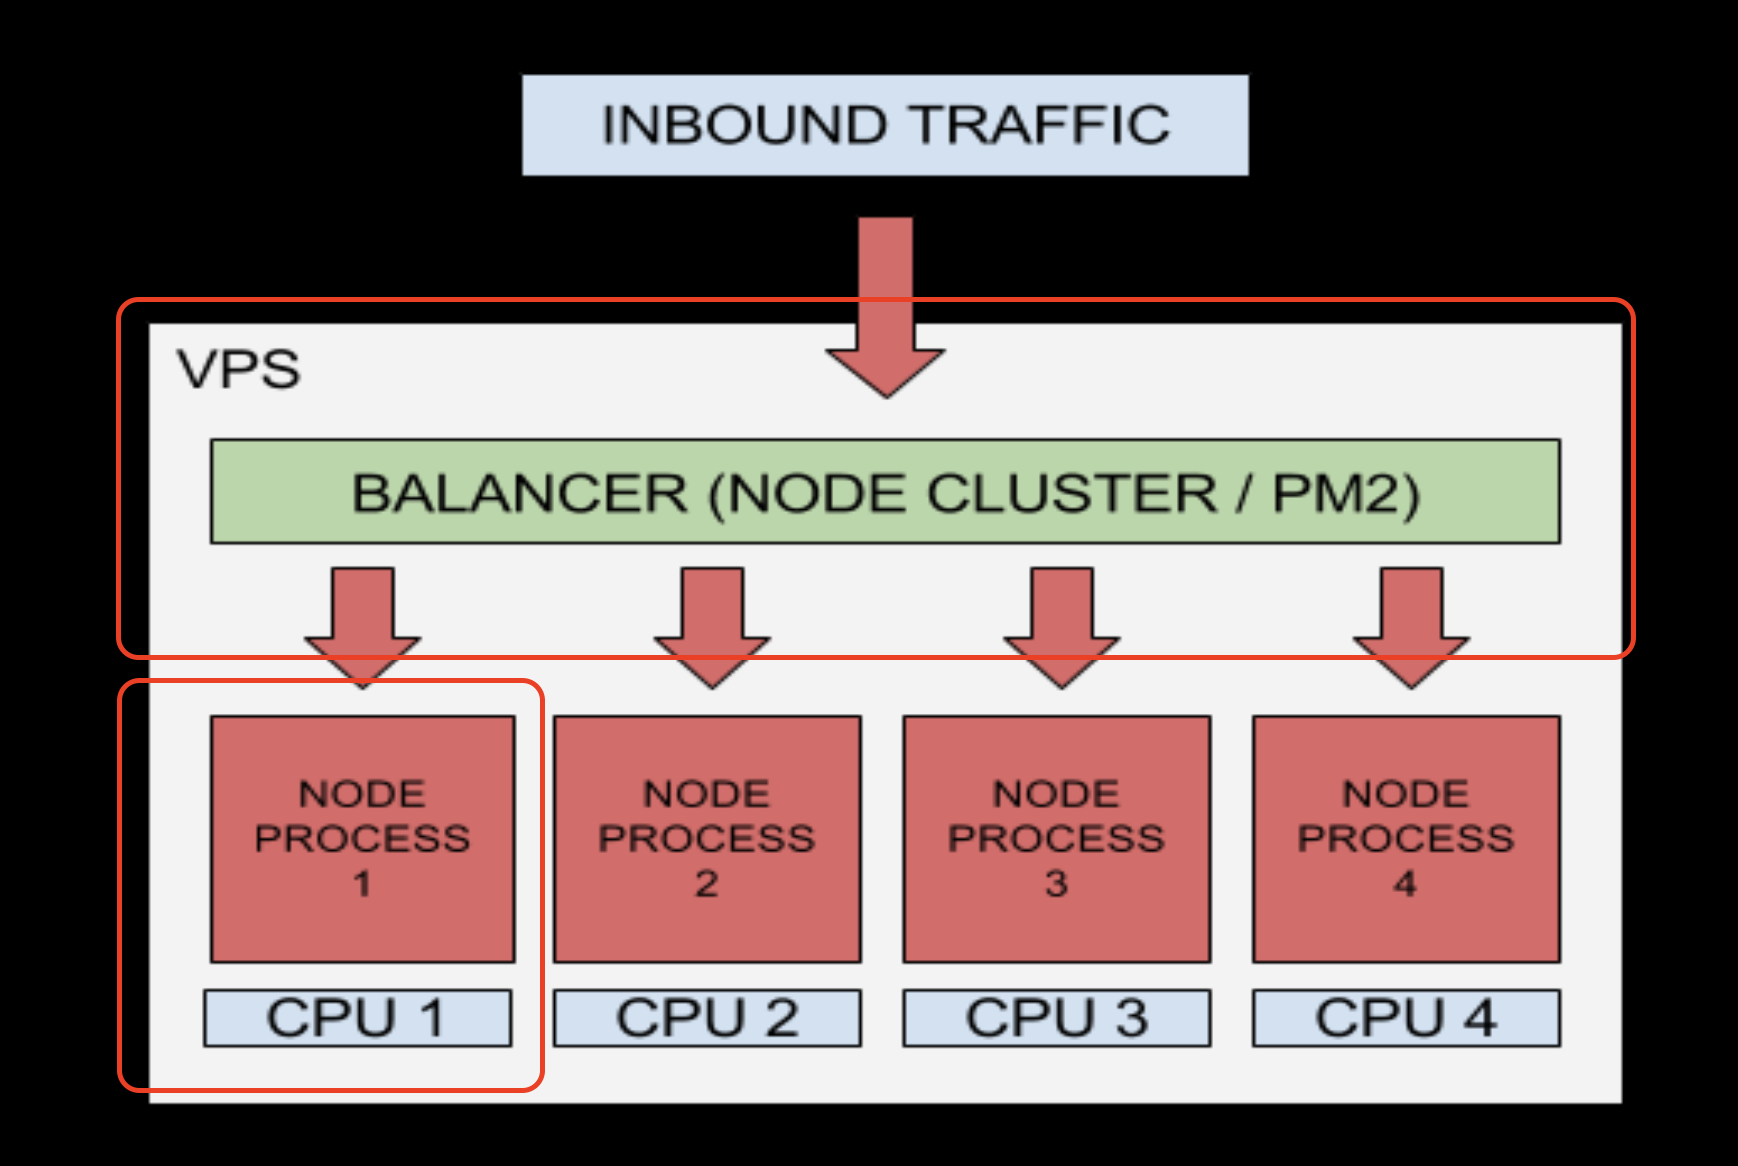 INBOUND TRAFFIC
VPS
BALANCER (NODE CLUSTER / PM2)
NODE
PROCESS
1
NODE
PROCESS
2
NODE
PROCESS
3
NODE
PROCESS
4
CPU 1
CPU 2
CPU 3
CPU 4